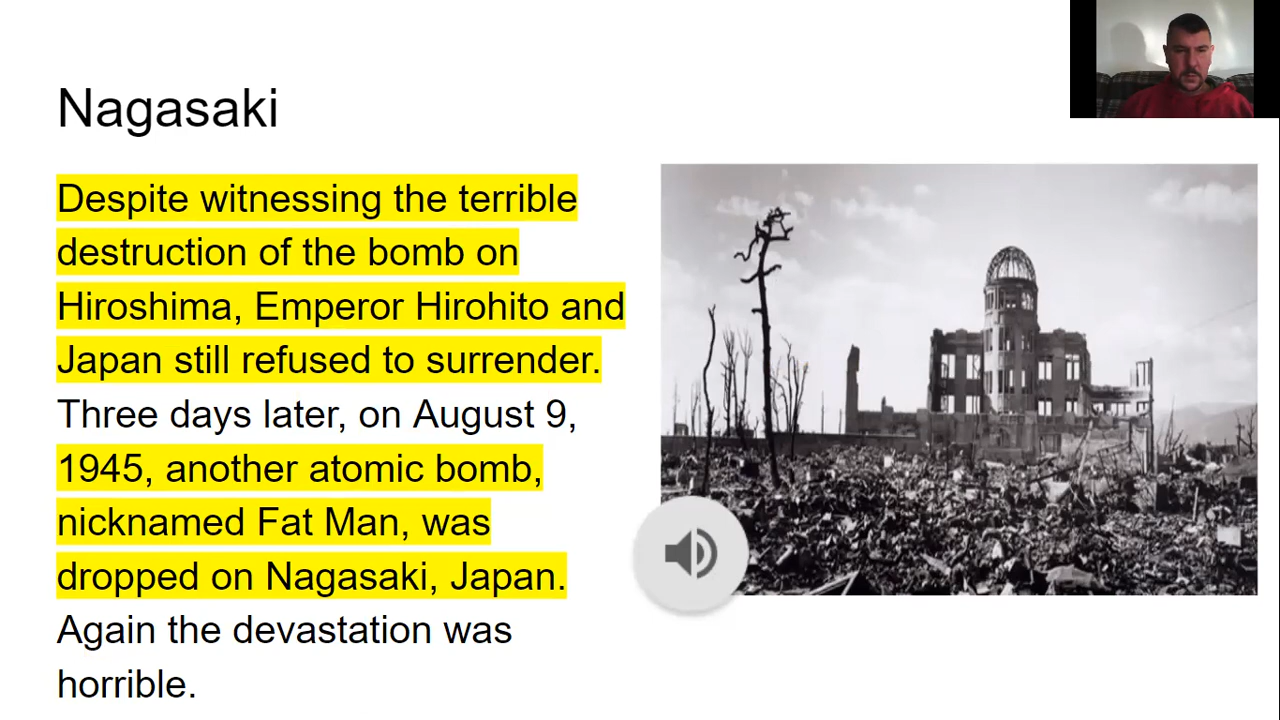 Nagasaki
Despite witnessing the terrible
destruction of the bomb on
Hiroshima, Emperor Hirohito and
Japan still refused to surrender.
Three days later, on August 9,
1945, another atomic bomb,
nicknamed Fat Man, was
dropped on Nagasaki, Japan.
Again the devastation was
horrible.